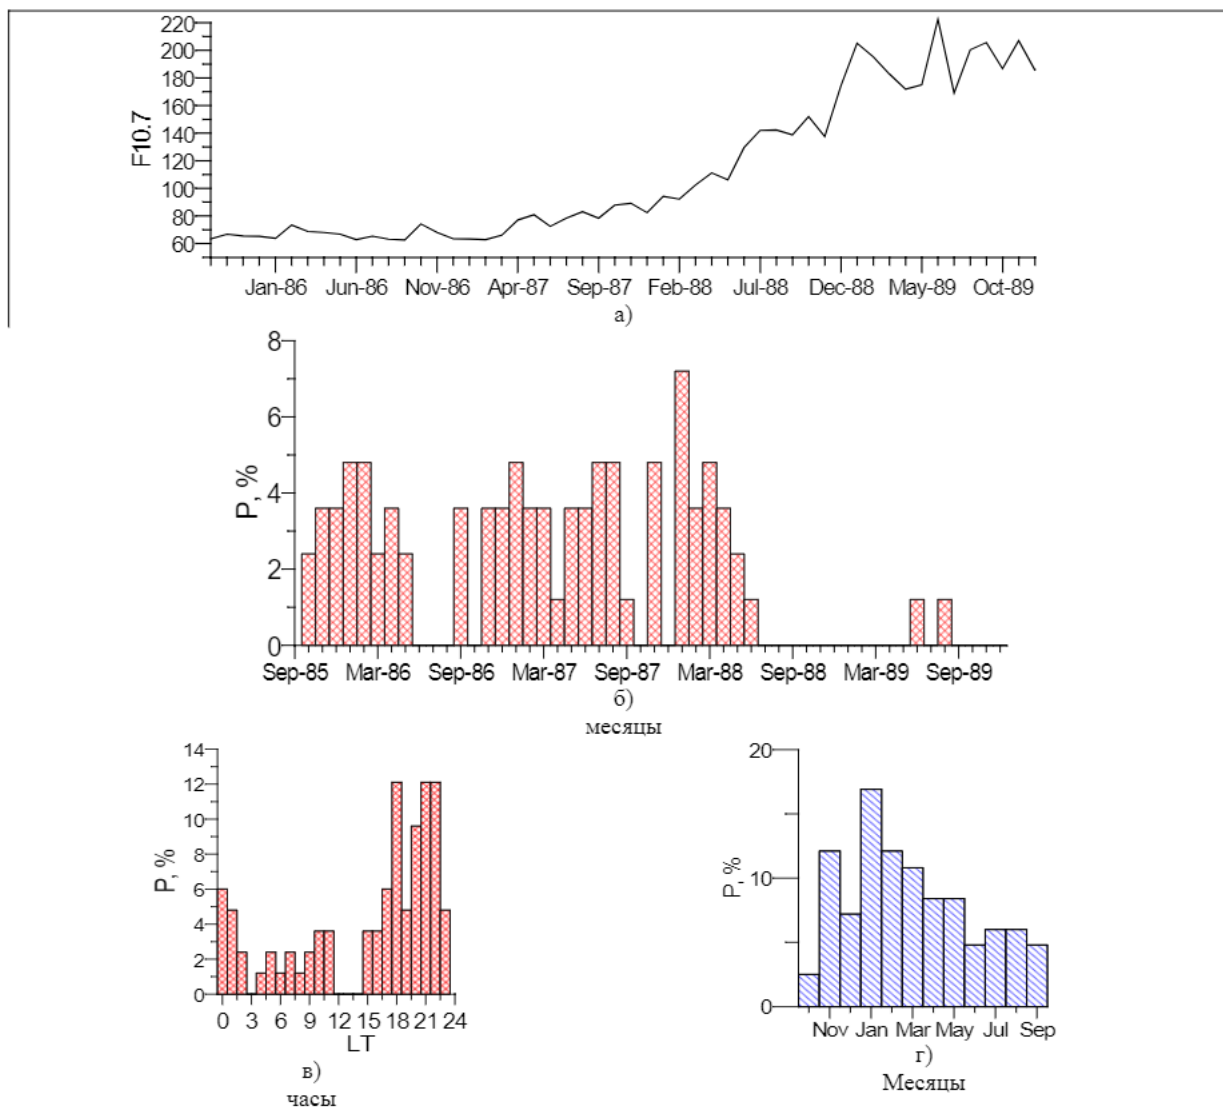 220
200
180
160
140
120
100
80
60
F10.7
Jan-86 Jun-86 Nov-86 Apr-87 Sep-87 Feb-88 Jul-88 Dec-88 May-89 Oct-89
а)
8
6
4
2
0
P, %
Sep-85 Mar-86 Sep-86 Mar-87 Sep-87 Mar-88 Sep-88 Mar-89 Sep-89
б)
месяцы
14
12
10
8
6
4
2
0
P, %
0 3 6 9 12 15 18 21 24
LT
в)
часы
20
10
0
P, %
Nov Jan Mar May Jul Sep
г)
Месяцы